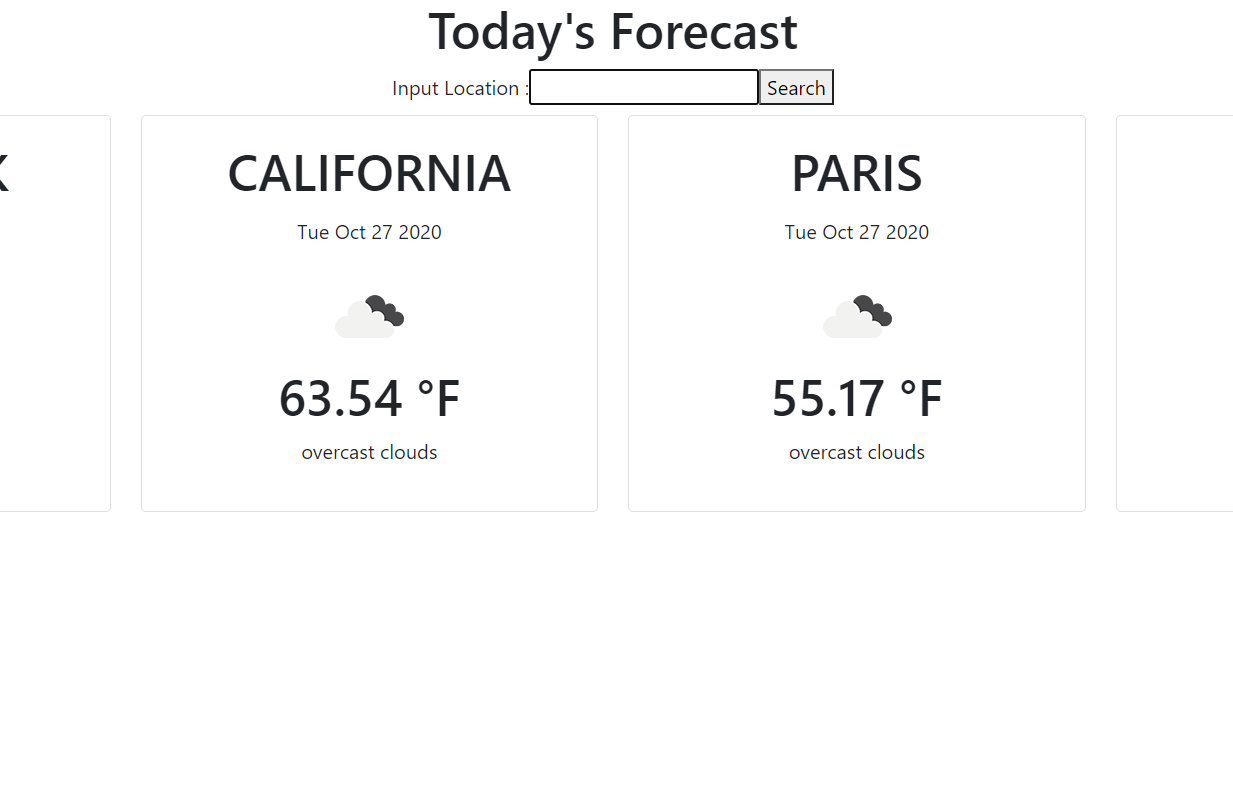 Today's Forecast
Input Location :
Search
CALIFORNIA
Tue Oct 27 2020
63.54 °F
overcast clouds
PARIS
Tue Oct 27 2020
55.17 °F
overcast clouds